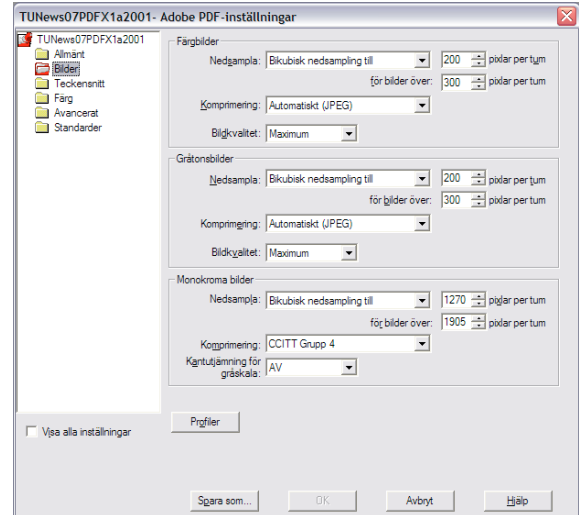 TUNews07PDFX1a2001- Adobe PDF-inställningar
TUNews07PDFX1a2001
Allmänt
Bilder
Teckensnitt
Färg
Avancerat
Standarder
Visa alla inställningar
Färgbilder
Nedsampla: Bikubisk nedsampling till 200 pixlar per tum
för bilder över: 300 pixlar per tum
Komprimering: Automatiskt (JPEG)
Bildkvalitet: Maximum
Gråtonsbilder
Nedsampla: Bikubisk nedsampling till 200 pixlar per tum
för bilder över: 300 pixlar per tum
Komprimering: Automatiskt (JPEG)
Bildkvalitet: Maximum
Monokroma bilder
Nedsampla: Bikubisk nedsampling till 1270 pixlar per tum
för bilder över: 1905 pixlar per tum
Komprimering: CCITT Grupp 4
Kantutjämning för
gråskala: AV
Profiler
Spara som... OK Avbryt Hjälp